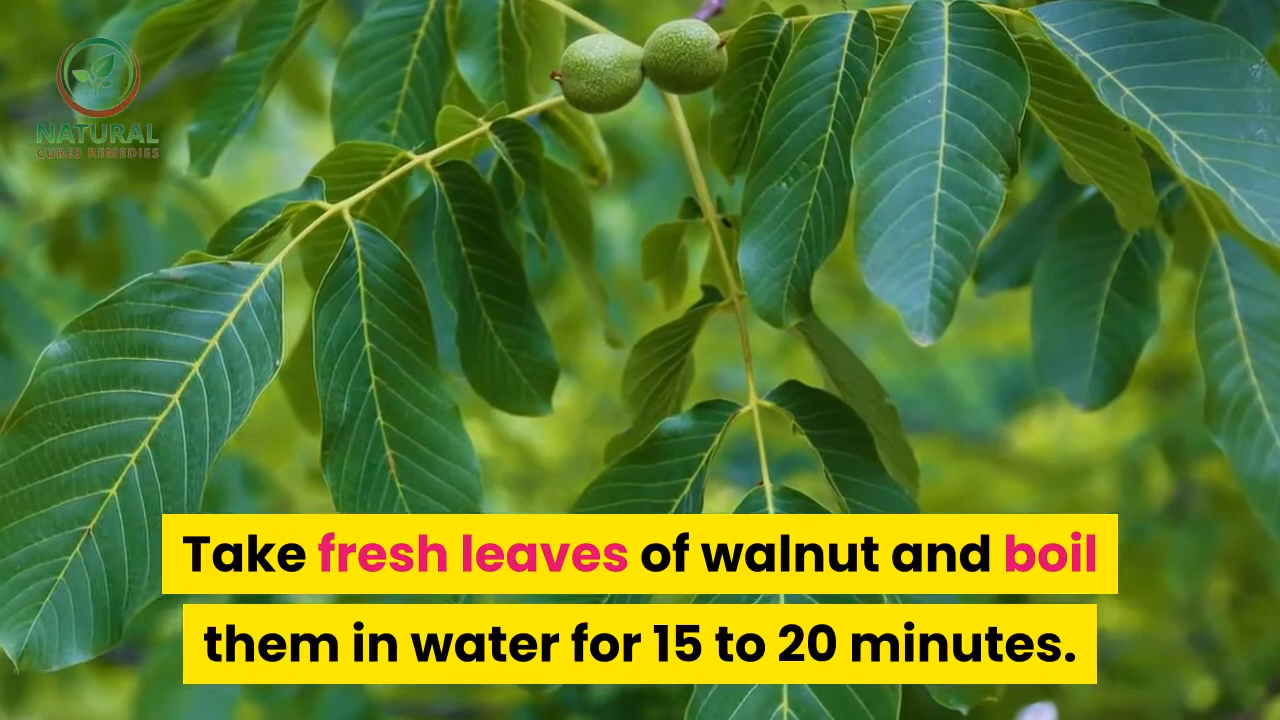 NATURAL
CURES REMEDIES
Take fresh leaves of walnut and boil
them in water for 15 to 20 minutes.